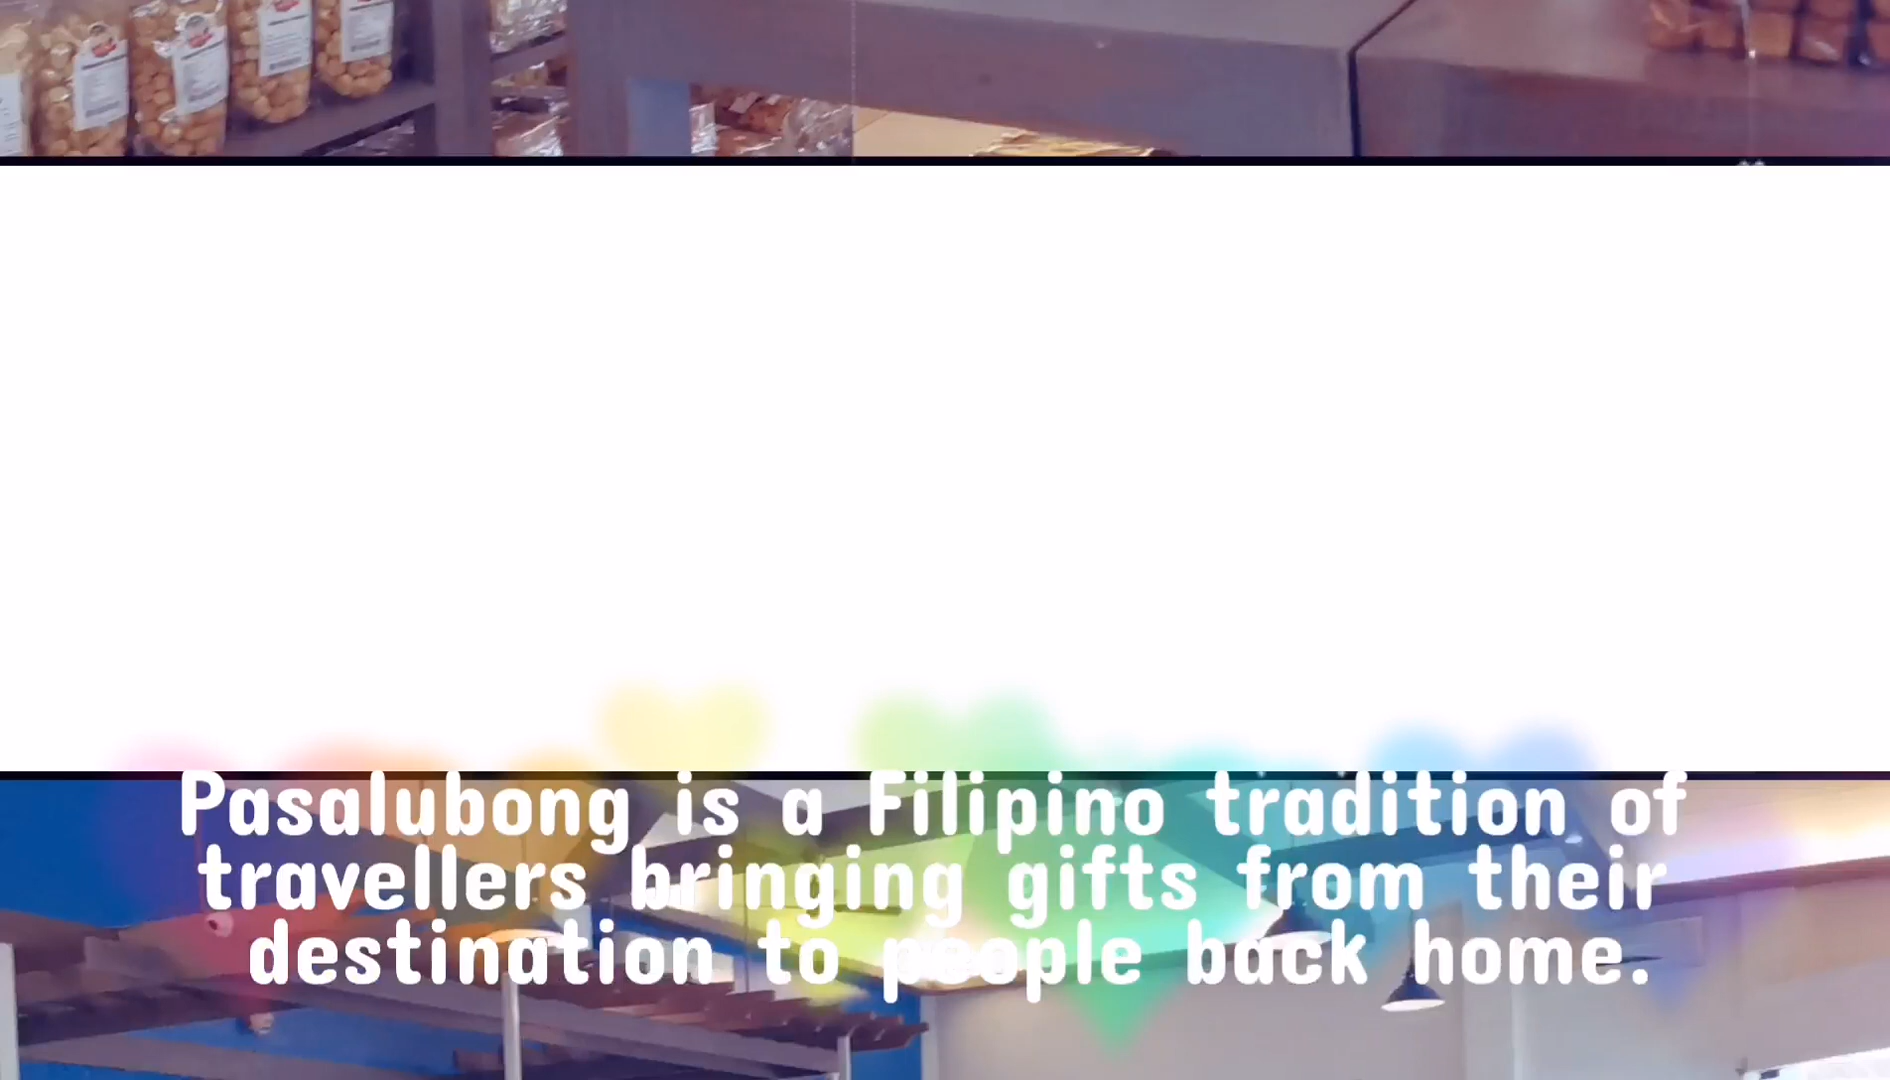 Pasalubong is a Filipino tradition of
travellers bringing gifts from their
destination to people back home.